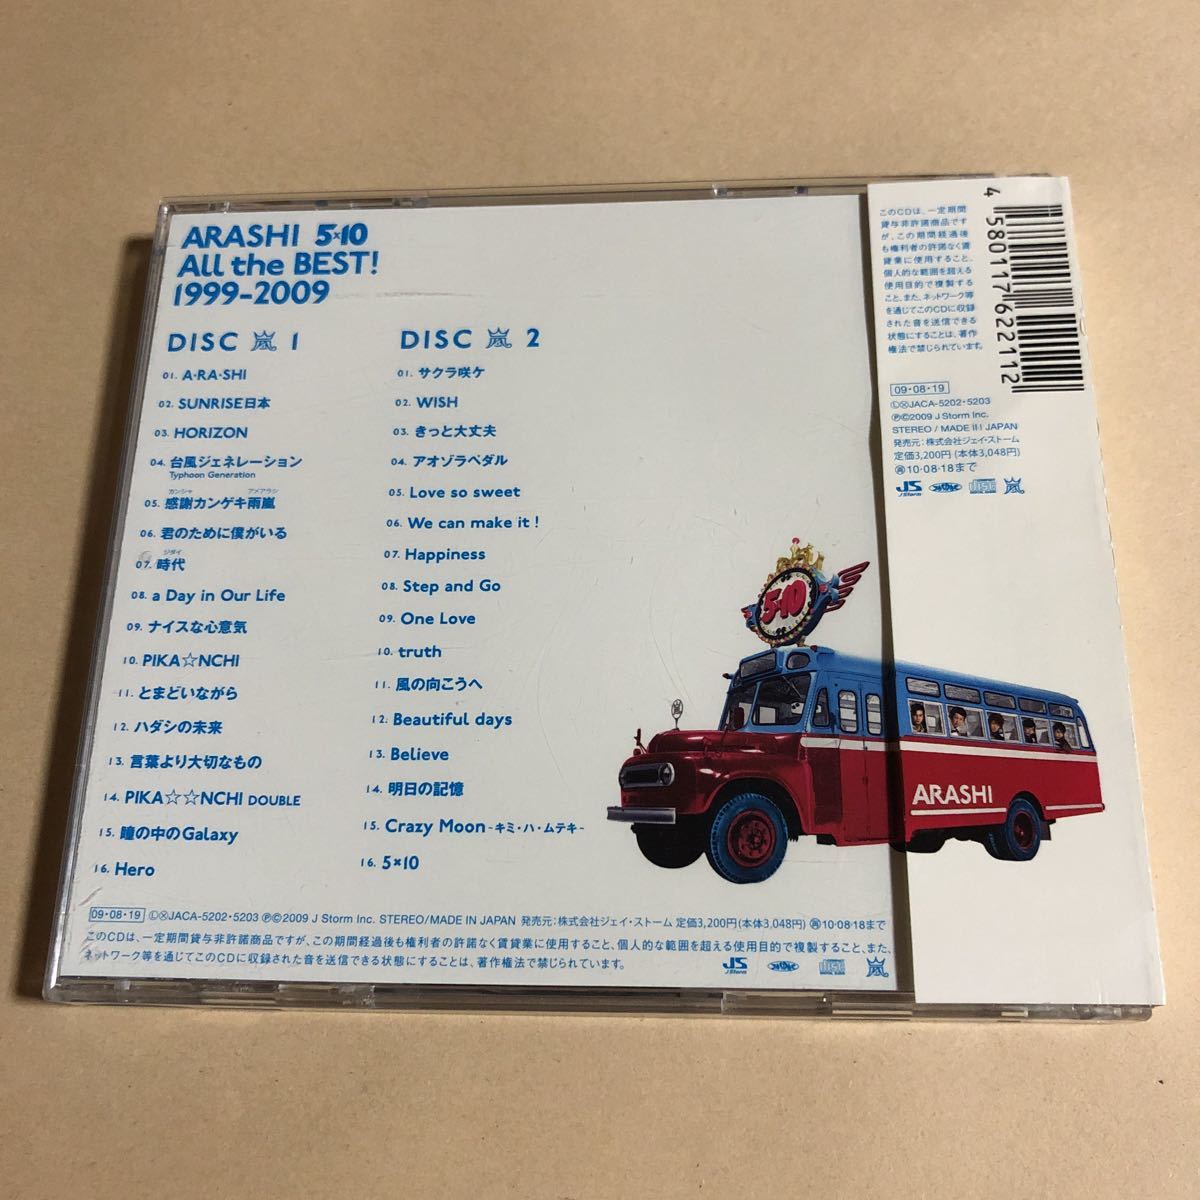 ARASHI 5×10
All the BEST!
1999-2009
DISC 嵐 1
01. A・RA・SHI
02. SUNRISE日本
03. HORIZON
04. 台風ジェネレーション
Typhoon Generation
カンシャ アメアラシ
05. 感謝カンゲキ雨嵐
06. 君のために僕がいる
ジダイ
07. 時代
08. a Day in Our Life
09. ナイスな心意気
10. PIKA☆NCHI
11. とまどいながら
12. ハダシの未来
13. 言葉より大切なもの
14. PIKA☆☆NCHI DOUBLE
15. 瞳の中のGalaxy
16. Hero
DISC 嵐 2
01. サクラ咲ケ
02. WISH
03. きっと大丈夫
04. アオゾラペダル
05. Love so sweet
06. We can make it!
07. Happiness
08. Step and Go
09. One Love
10. truth
11. 風の向こうへ
12. Beautiful days
13. Believe
14. 明日の記憶
15. Crazy Moon -キミ・ハ・ムテキ-
16. 5×10
5×10
ARASHI
09・08・19 ⓁⓍJACA-5202・5203 ℗©2009 J Storm Inc. STEREO/MADE IN JAPAN 発売元:株式会社ジェイ・ストーム 定価3,200円(本体3,048円) 再10・08・18まで
このCDは、一定期間貸与非許諾商品ですが、この期間経過後も権利者の許諾なく賃貸業に使用すること、個人的な範囲を超える使用目的で複製すること、また、
ネットワーク等を通じてこのCDに収録された音を送信できる状態にすることは、著作権法で禁じられています。
JS
J Storm
嵐
このCDは、一定期間
貸与非許諾商品です
が、この期間経過後
も権利者の許諾なく賃
貸業に使用すること、
個人的な範囲を超える
使用目的で複製する
こと、また、ネットワーク等
を通じてこのCDに収録
された音を送信できる
状態にすることは、著作
権法で禁じられています。
4 580117 622112
09・08・19
ⓁⓍJACA-5202・5203
℗©2009 J Storm Inc.
STEREO / MADE IN JAPAN
発売元:株式会社ジェイ・ストーム
定価3,200円 (本体3,048円)
再10・08・18まで
JS
J Storm
嵐